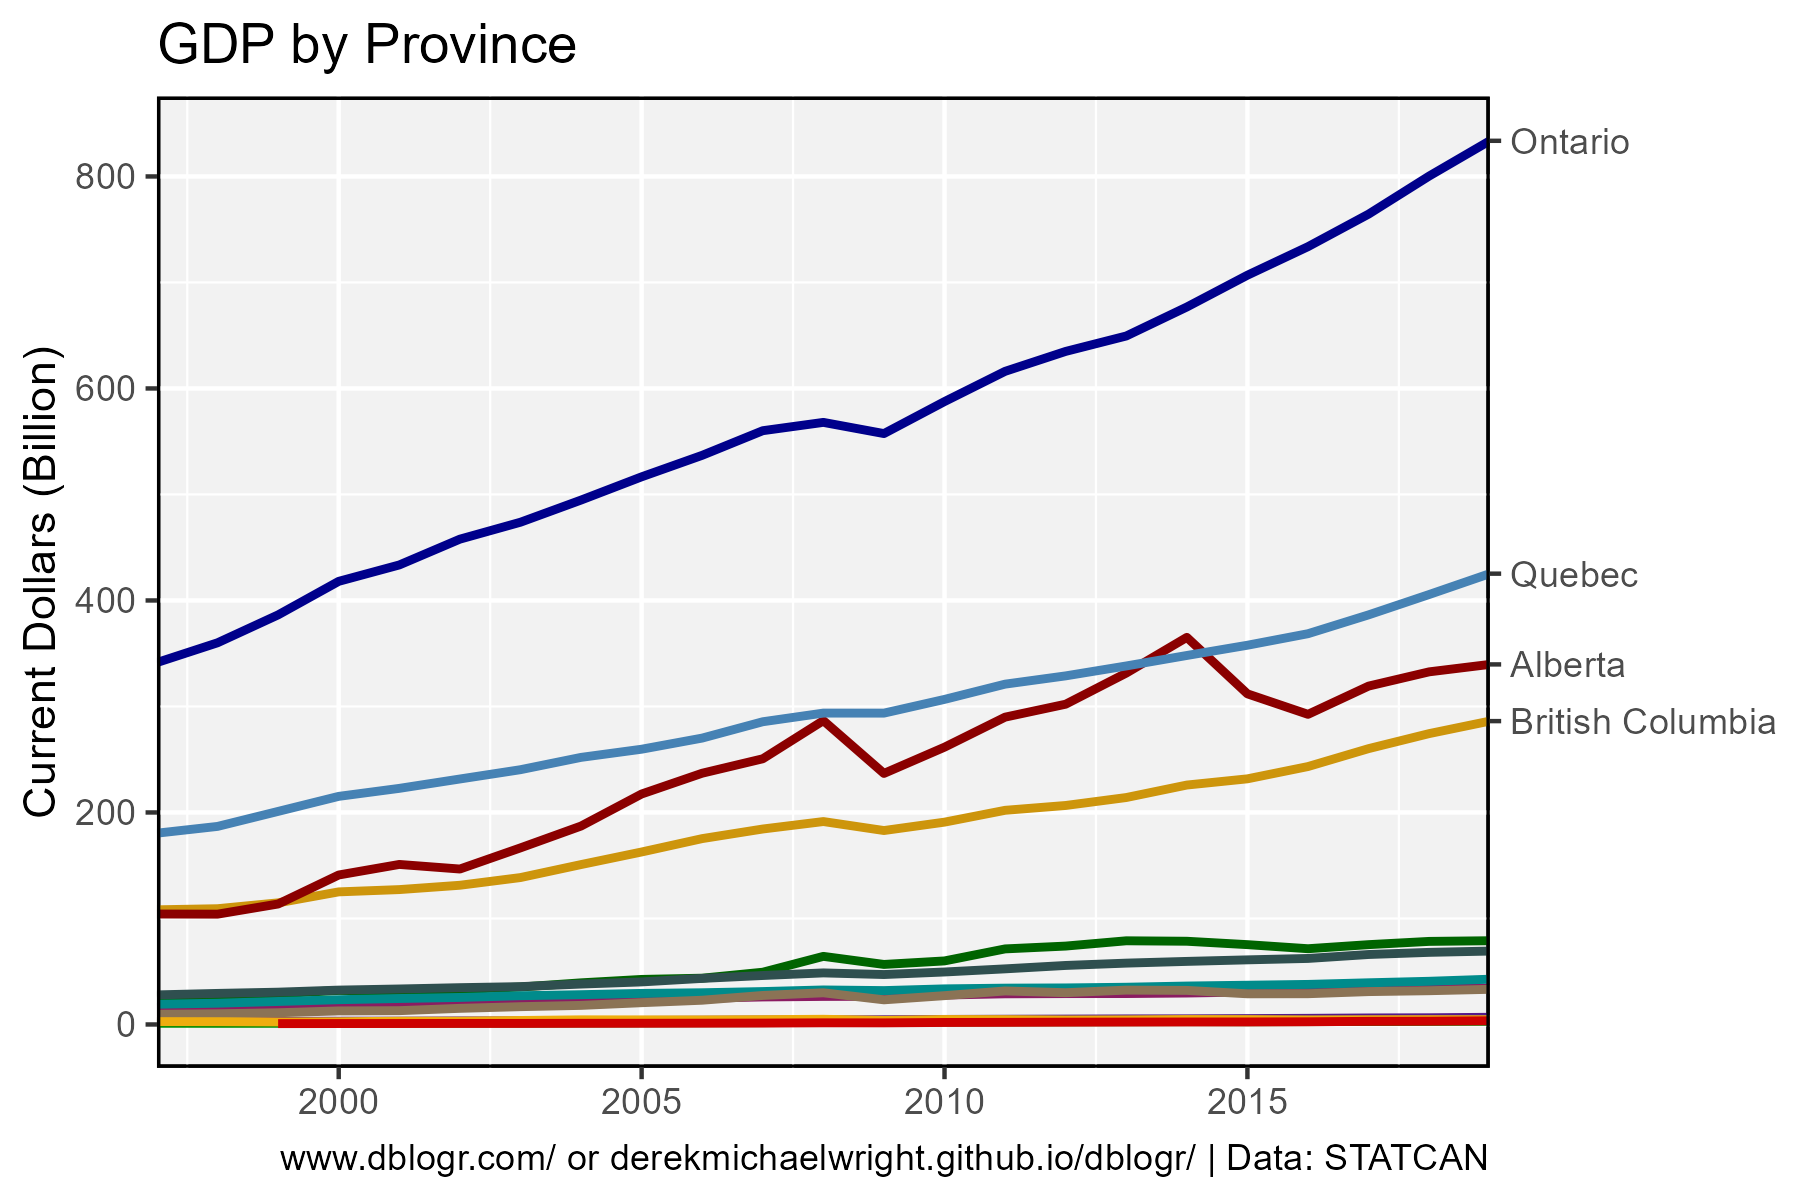 GDP by Province
Current Dollars (Billion)
800
600
400
200
0
Ontario
Quebec
Alberta
British Columbia
2000
2005
2010
2015
www.dblogr.com/ or derekmichaelwright.github.io/dblogr/ | Data: STATCAN